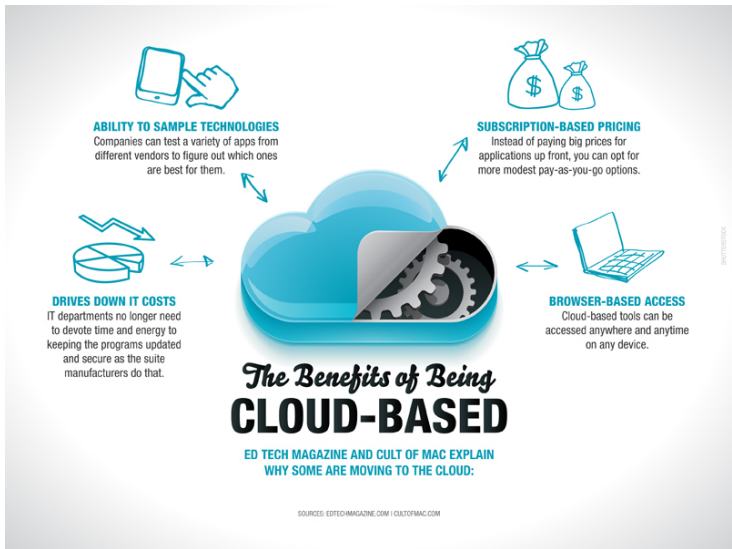 ABILITY TO SAMPLE TECHNOLOGIES
Companies can test a variety of apps from
different vendors to figure out which ones
are best for them.
$
$
SUBSCRIPTION-BASED PRICING
Instead of paying big prices for
applications up front, you can opt for
more modest pay-as-you-go options.
DRIVES DOWN IT COSTS
IT departments no longer need
to devote time and energy to
keeping the programs updated
and secure as the suite
manufacturers do that.
BROWSER-BASED ACCESS
Cloud-based tools can be
accessed anywhere and anytime
on any device.
The Benefits of Being
CLOUD-BASED
ED TECH MAGAZINE AND CULT OF MAC EXPLAIN
WHY SOME ARE MOVING TO THE CLOUD:
SOURCES: EDTECHMAGAZINE.COM | CULTOFMAC.COM
SHUTTERSTOCK